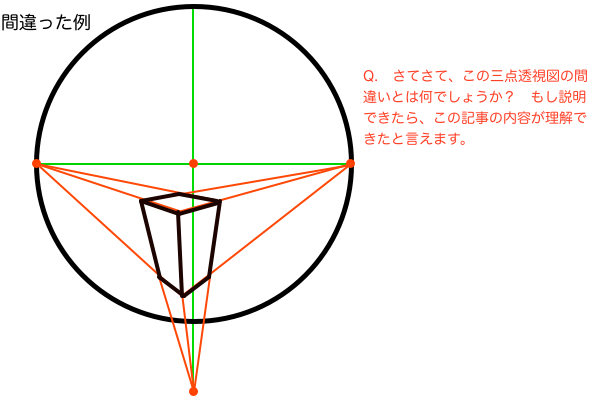 間違った例
Q.　さてさて、この三点透視図の間
違いとは何でしょうか？　もし説明
できたら、この記事の内容が理解で
きたと言えます。